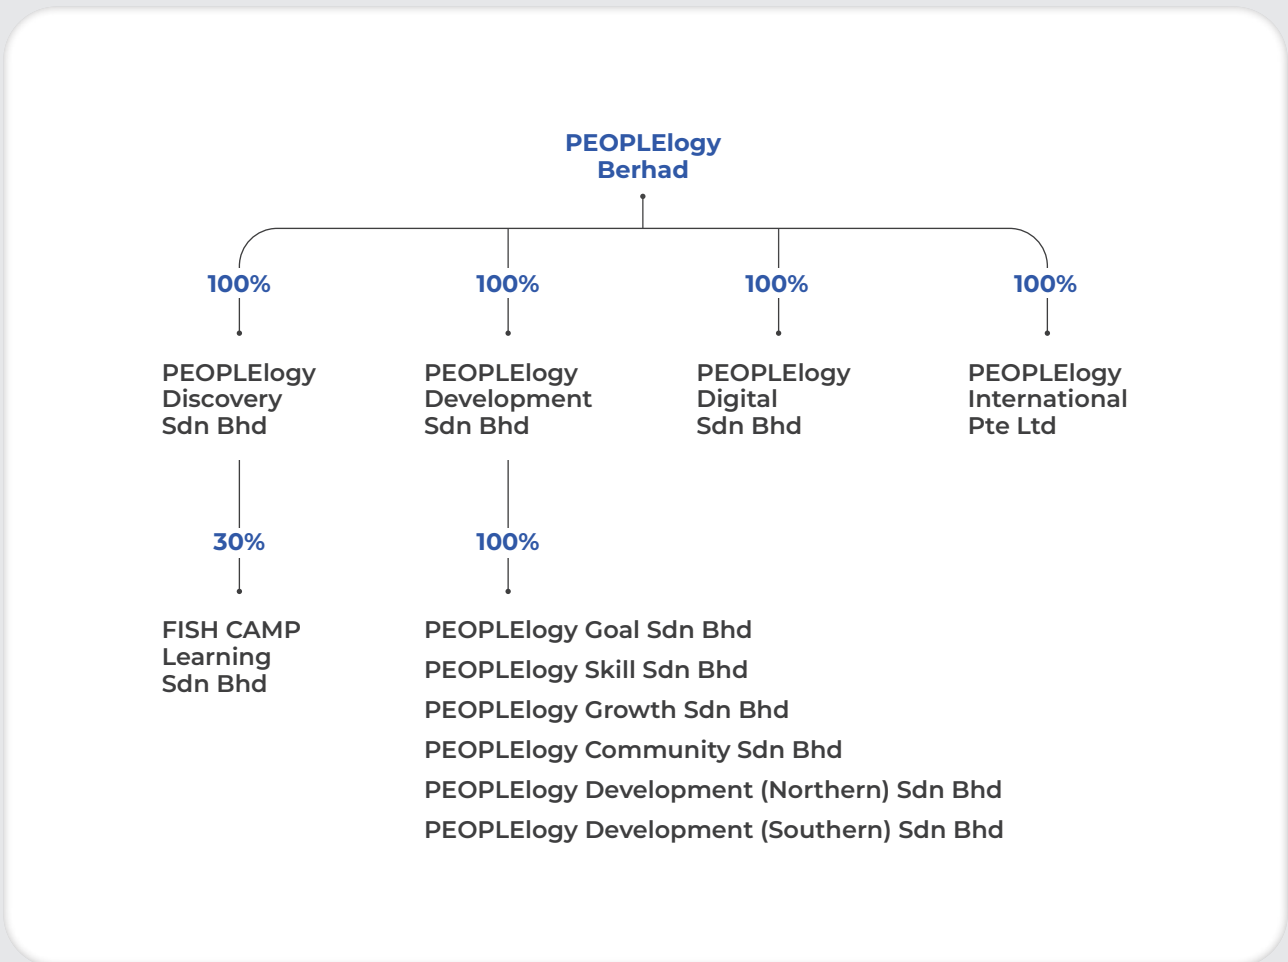 PEOPLElogy
Berhad
100%
100%
100%
100%
PEOPLElogy
Discovery
Sdn Bhd
PEOPLElogy
Development
Sdn Bhd
PEOPLElogy
Digital
Sdn Bhd
PEOPLElogy
International
Pte Ltd
30%
100%
FISH CAMP
Learning
Sdn Bhd
PEOPLElogy Goal Sdn Bhd
PEOPLElogy Skill Sdn Bhd
PEOPLElogy Growth Sdn Bhd
PEOPLElogy Community Sdn Bhd
PEOPLElogy Development (Northern) Sdn Bhd
PEOPLElogy Development (Southern) Sdn Bhd